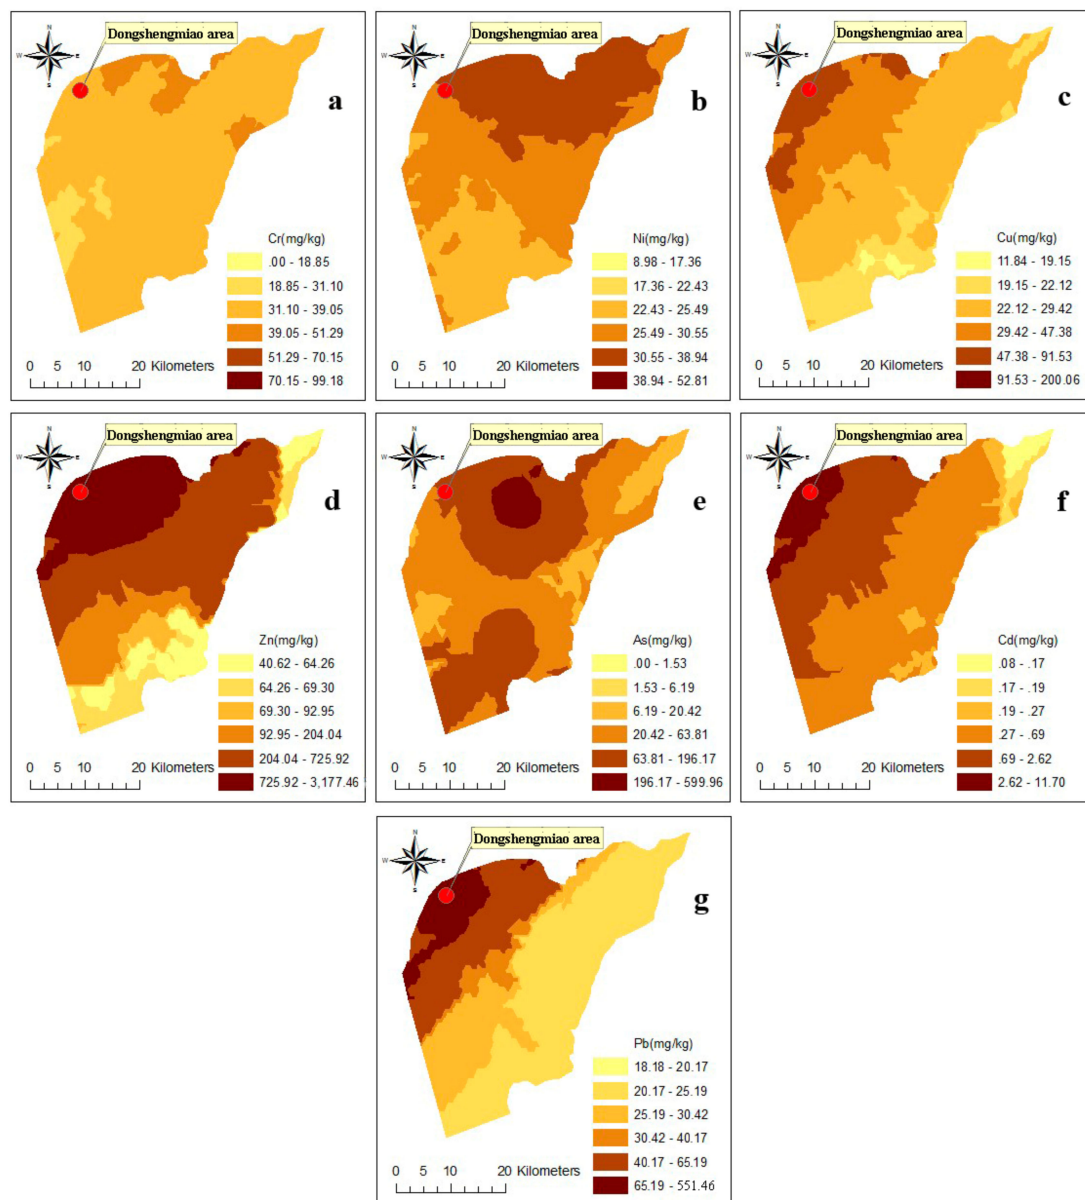 Dongshengmiao area
N
W
E
S
a
Cr(mg/kg)
.00 - 18.85
18.85 - 31.10
31.10 - 39.05
39.05 - 51.29
51.29 - 70.15
70.15 - 99.18
0 5 10 20 Kilometers
Dongshengmiao area
N
W
E
S
b
Ni(mg/kg)
8.98 - 17.36
17.36 - 22.43
22.43 - 25.49
25.49 - 30.55
30.55 - 38.94
38.94 - 52.81
0 5 10 20 Kilometers
Dongshengmiao area
N
W
E
S
c
Cu(mg/kg)
11.84 - 19.15
19.15 - 22.12
22.12 - 29.42
29.42 - 47.38
47.38 - 91.53
91.53 - 200.06
0 5 10 20 Kilometers
Dongshengmiao area
N
W
E
S
d
Zn(mg/kg)
40.62 - 64.26
64.26 - 69.30
69.30 - 92.95
92.95 - 204.04
204.04 - 725.92
725.92 - 3,177.46
0 5 10 20 Kilometers
Dongshengmiao area
N
W
E
S
e
As(mg/kg)
.00 - 1.53
1.53 - 6.19
6.19 - 20.42
20.42 - 63.81
63.81 - 196.17
196.17 - 599.96
0 5 10 20 Kilometers
Dongshengmiao area
N
W
E
S
f
Cd(mg/kg)
.08 - .17
.17 - .19
.19 - .27
.27 - .69
.69 - 2.62
2.62 - 11.70
0 5 10 20 Kilometers
Dongshengmiao area
N
W
E
S
g
Pb(mg/kg)
18.18 - 20.17
20.17 - 25.19
25.19 - 30.42
30.42 - 40.17
40.17 - 65.19
65.19 - 551.46
0 5 10 20 Kilometers